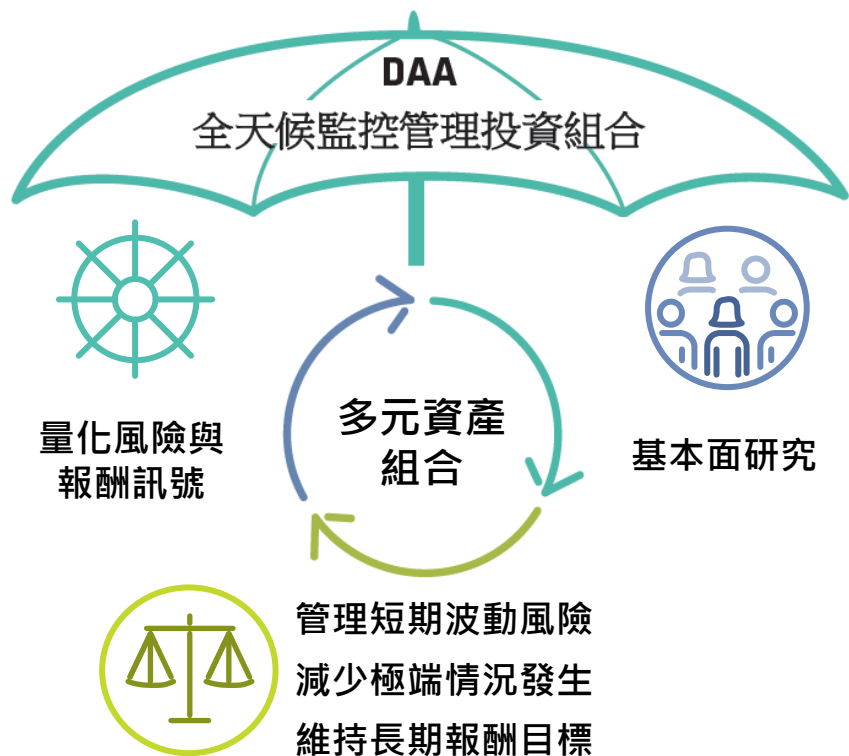 DAA
全天候監控管理投資組合
量化風險與
報酬訊號
多元資產
組合
基本面研究
管理短期波動風險
減少極端情況發生
維持長期報酬目標